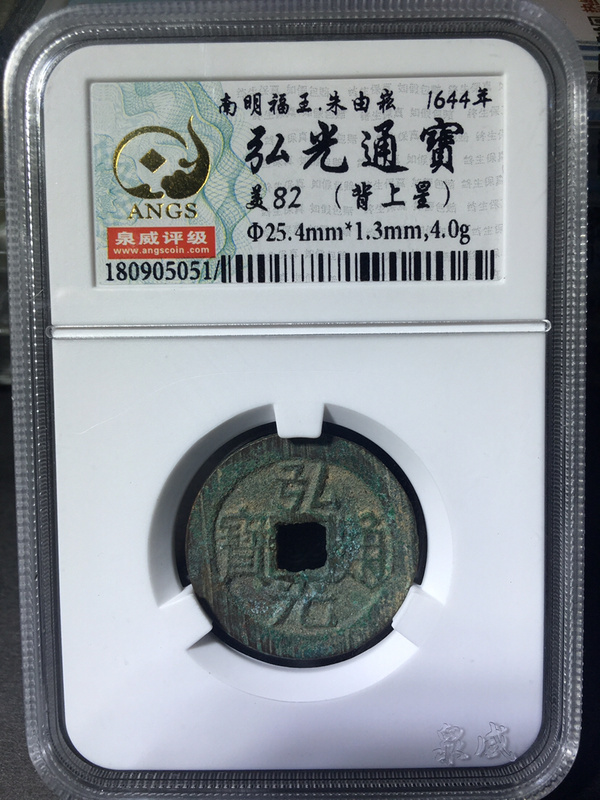 南明福王.朱由崧 1644年
弘光通寶
美82 (背上星)
Φ25.4mm*1.3mm,4.0g
ANGS
泉威评级
www.angscoin.com
180905051/
弘光通寶
泉威